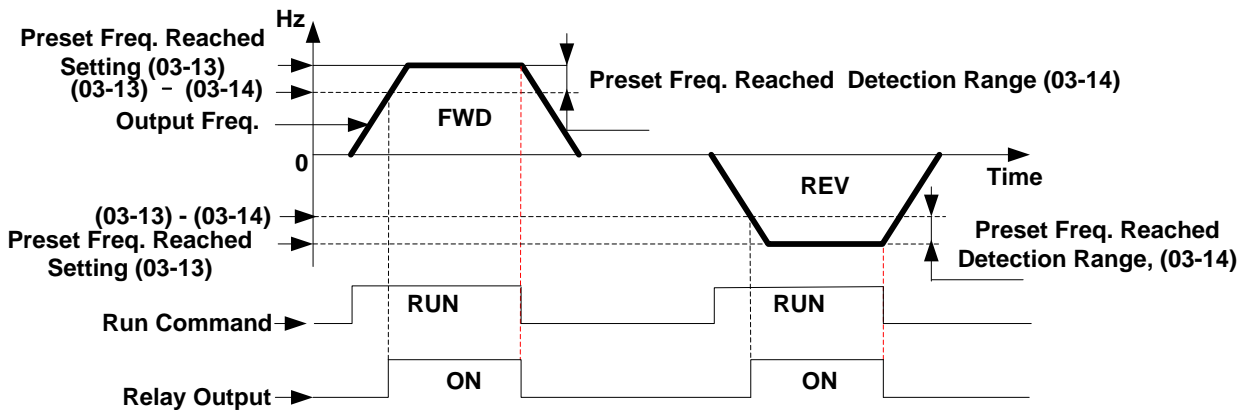 Hz
Preset Freq. Reached
Setting (03-13)
(03-13) - (03-14)
Preset Freq. Reached Detection Range (03-14)
Output Freq.
FWD
0
Time
REV
(03-13) - (03-14)
Preset Freq. Reached
Setting (03-13)
Preset Freq. Reached
Detection Range, (03-14)
RUN
RUN
Run Command
ON
ON
Relay Output